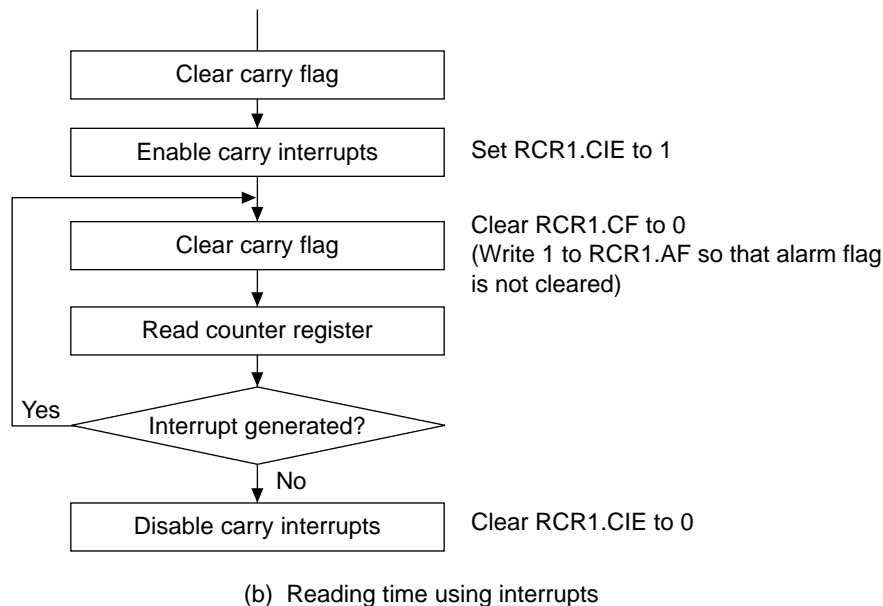 Clear carry flag
Enable carry interrupts
Set RCR1.CIE to 1
Clear carry flag
Clear RCR1.CF to 0
(Write 1 to RCR1.AF so that alarm flag
is not cleared)
Read counter register
Yes
Interrupt generated?
No
Disable carry interrupts
Clear RCR1.CIE to 0
(b) Reading time using interrupts